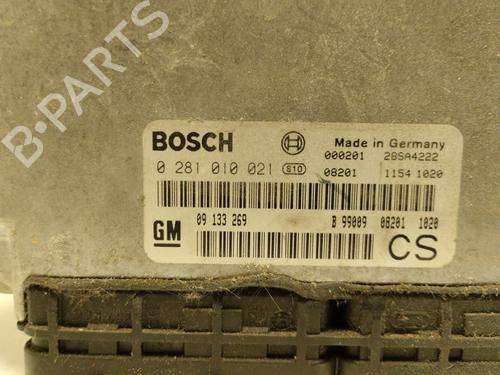 B-PARTS
BOSCH
Made in Germany
0 281 010 021 S10
000201 28SA4222
08201 1154 1020
GM
09 133 269
B 99009 08201 1020
CS